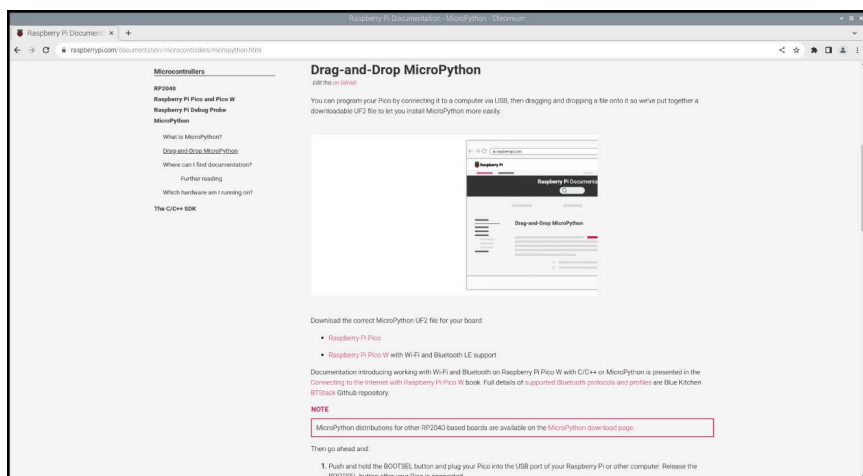 Raspberry Pi Documentation - MicroPython - Chromium
Raspberry Pi Documenta
raspberrypi.com/documentation/microcontrollers/micropython.html
Microcontrollers
RP2040
Raspberry Pi Pico and Pico W
Raspberry Pi Debug Probe
MicroPython
What is MicroPython?
Drag-and-Drop MicroPython
Where can I find documentation?
Further reading
Which hardware am I running on?
The C/C++ SDK
Drag-and-Drop MicroPython
Edit this on GitHub
You can program your Pico by connecting it to a computer via USB, then dragging and dropping a file onto it so we've put together a
downloadable UF2 file to let you install MicroPython more easily.
raspberrypi.com
Raspberry Pi
Raspberry Pi Documenta
Drag-and-Drop MicroPython
Download the correct MicroPython UF2 file for your board:
• Raspberry Pi Pico
• Raspberry Pi Pico W with Wi-Fi and Bluetooth LE support
Documentation introducing working with Wi-Fi and Bluetooth on Raspberry Pi Pico W with C/C++ or MicroPython is presented in the
Connecting to the Internet with Raspberry Pi Pico W book. Full details of supported Bluetooth protocols and profiles are Blue Kitchen
BTStack Github repository.
NOTE
MicroPython distributions for other RP2040-based boards are available on the MicroPython download page.
Then go ahead and:
1. Push and hold the BOOTSEL button and plug your Pico into the USB port of your Raspberry Pi or other computer. Release the
BOOTSEL button after your Pico is connected.